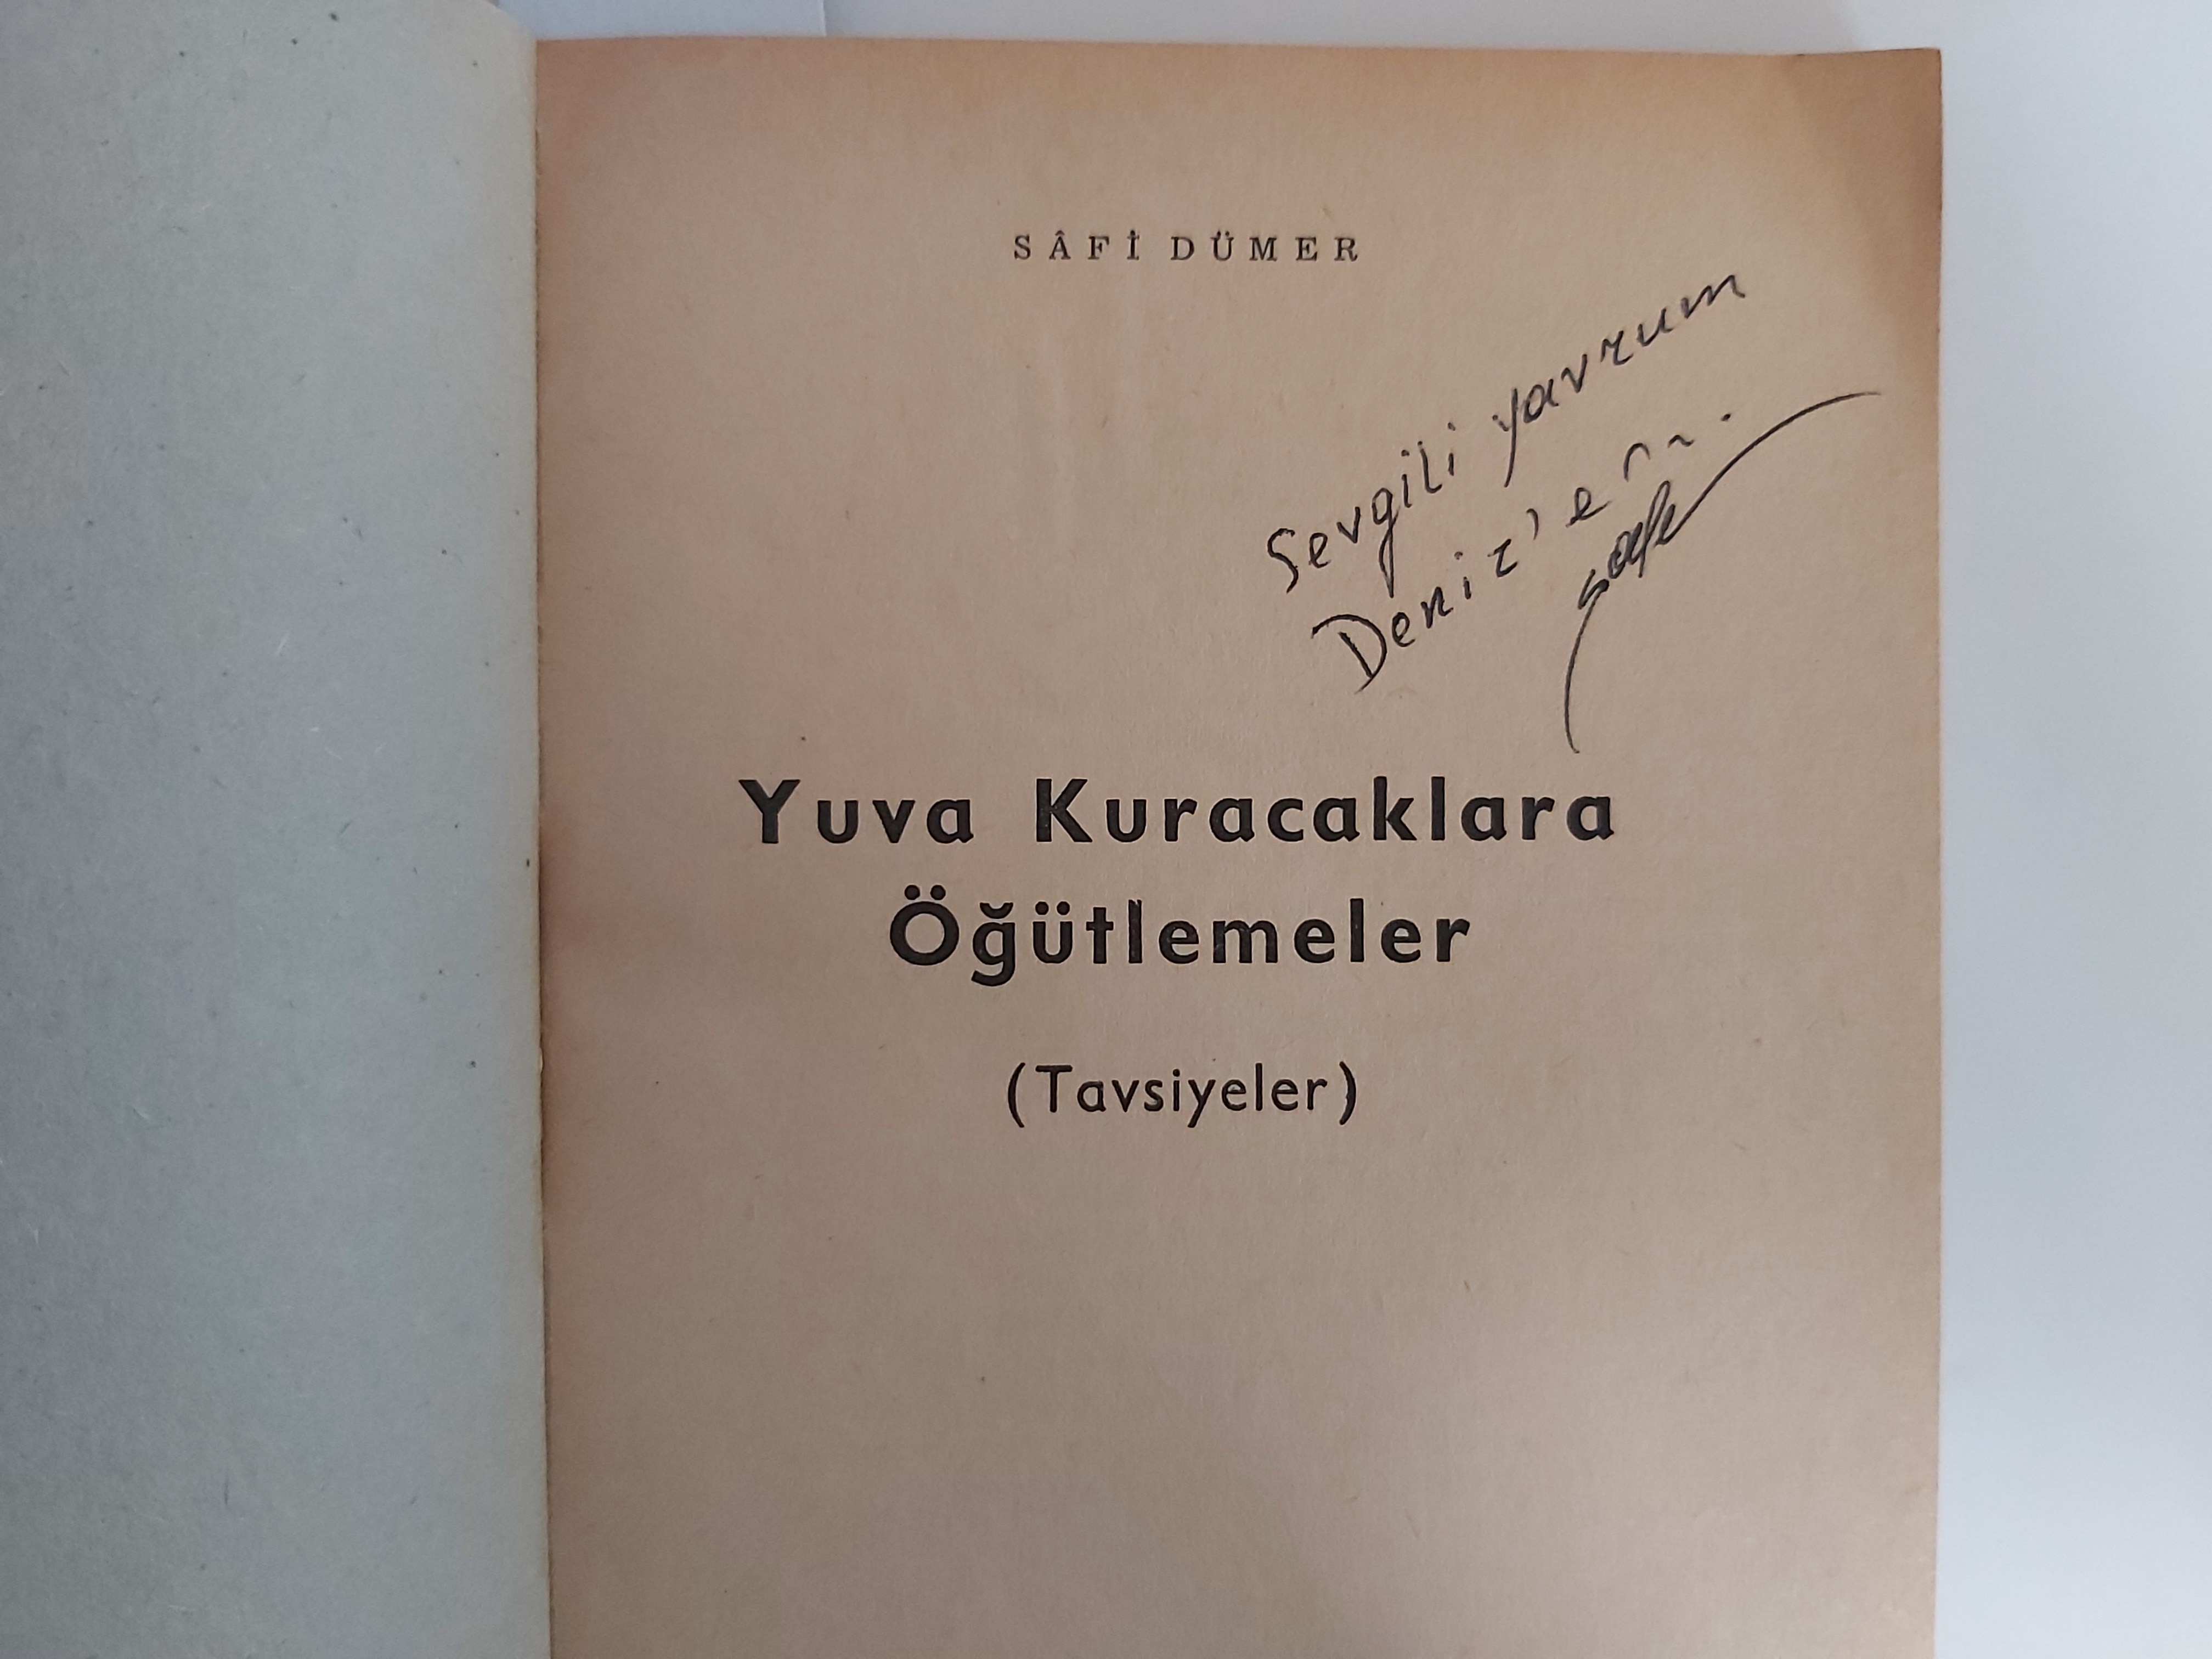 SÂFİ DÜMER
Sevgili yavrum
Deniz'e
Yuva Kuracaklara
Öğütlemeler
(Tavsiyeler)